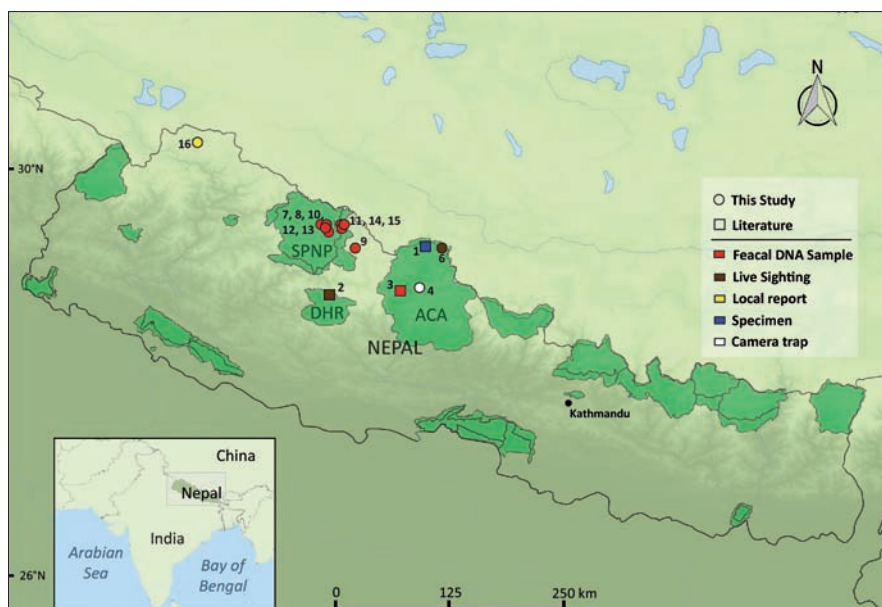 N
16
30°N
7, 8, 10
11, 14, 15
12, 13
9
SPNP
1
6
2
3
4
DHR
ACA
NEPAL
Kathmandu
This Study
Literature
Feacal DNA Sample
Live Sighting
Local report
Specimen
Camera trap
China
Nepal
India
Arabian
Sea
Bay of
Bengal
26°N
0
125
250 km